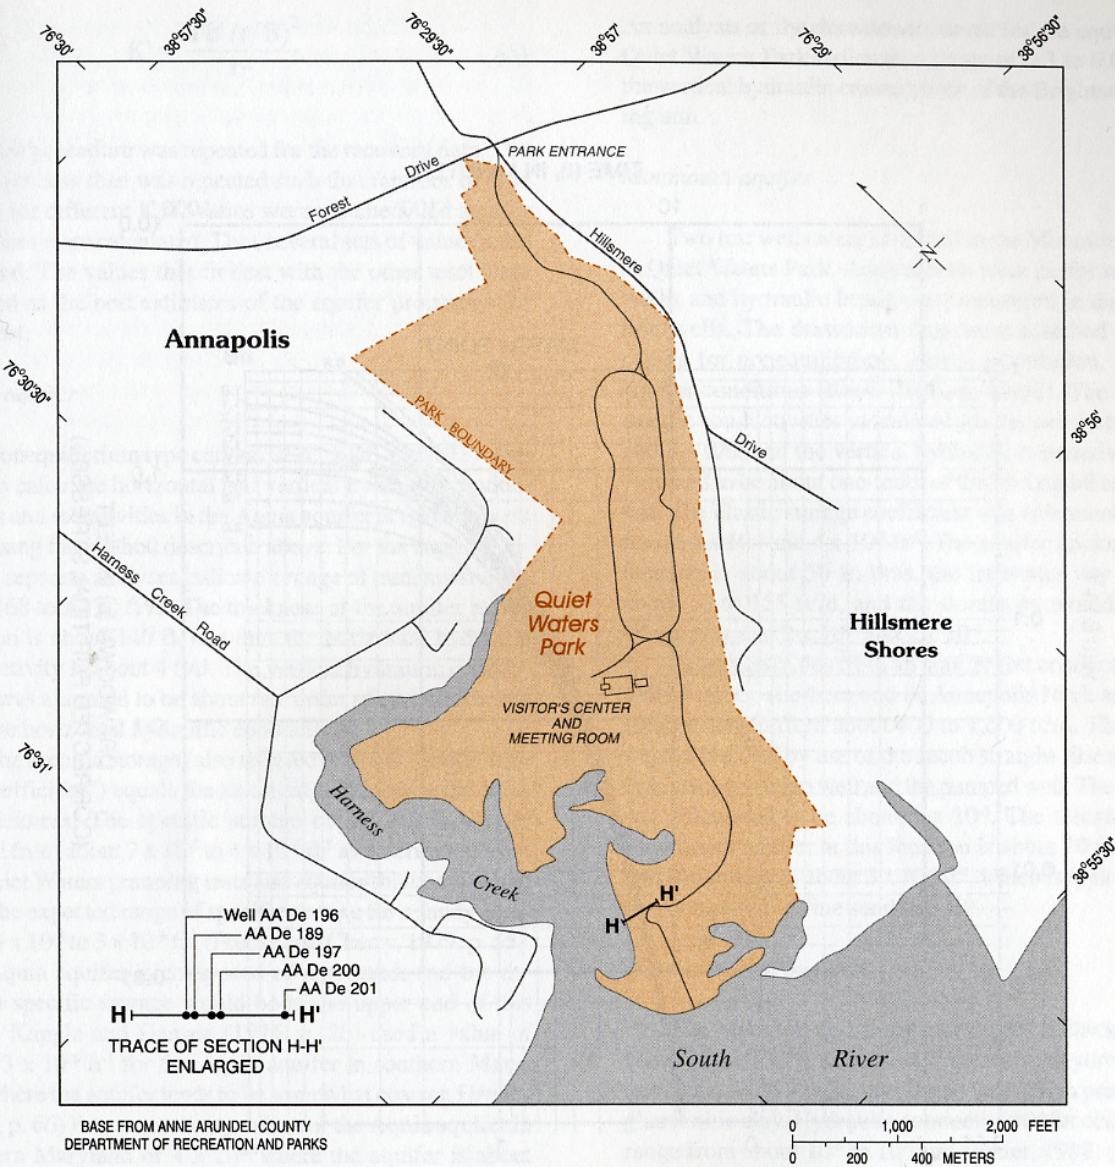 76°30'
38°57'30"
76°29'30"
38°57'
76°29'
38°56'30"
PARK ENTRANCE
Forest Drive
Hillsmere
Annapolis
76°30'30"
PARK BOUNDARY
Drive
38°56'
Harness Creek Road
Quiet
Waters
Park
Hillsmere
Shores
VISITOR'S CENTER
AND
MEETING ROOM
76°31'
Harness
Creek
38°55'30"
H H'
Well AA De 196
AA De 189
AA De 197
AA De 200
AA De 201
H H'
TRACE OF SECTION H-H'
ENLARGED
South River
BASE FROM ANNE ARUNDEL COUNTY
DEPARTMENT OF RECREATION AND PARKS
0 1,000 2,000 FEET
0 200 400 METERS